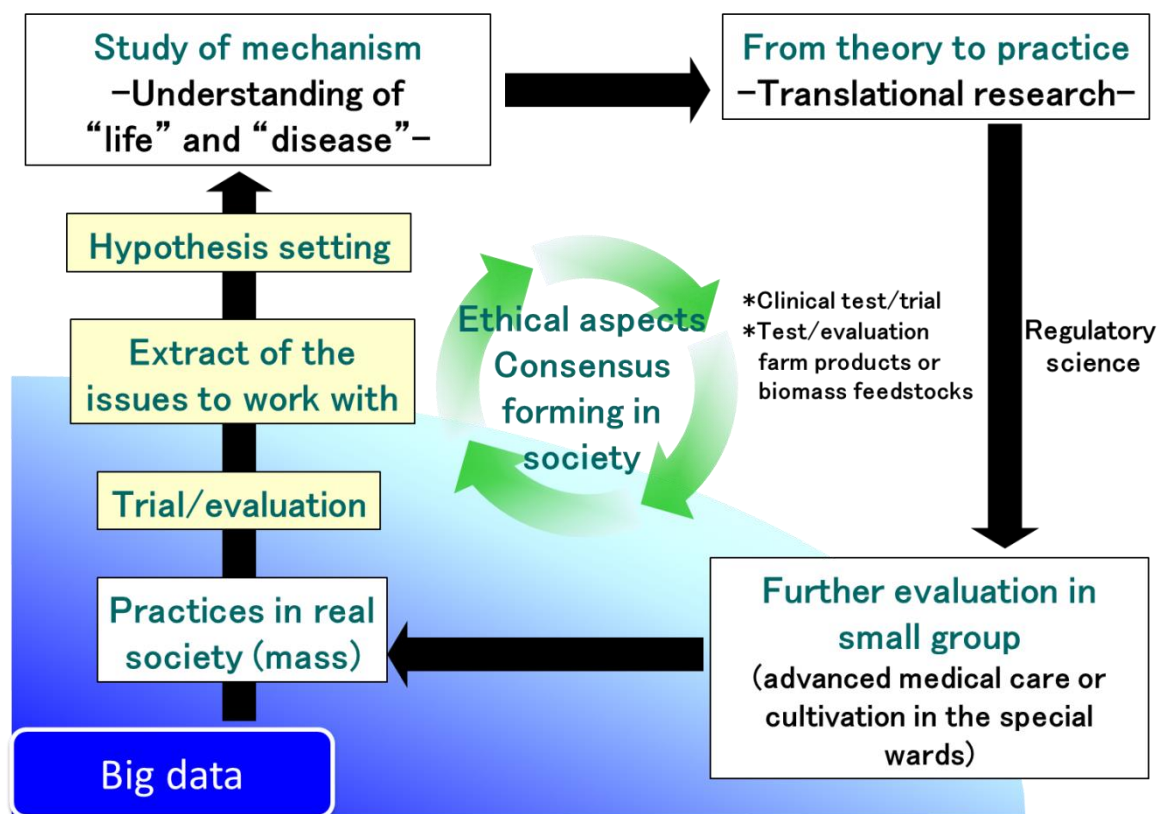 Study of mechanism
-Understanding of
“life” and “disease”-
From theory to practice
-Translational research-
Hypothesis setting
Extract of the
issues to work with
Trial/evaluation
Practices in real
society (mass)
Big data
Ethical aspects
Consensus
forming in
society
*Clinical test/trial
*Test/evaluation
farm products or
biomass feedstocks
Regulatory
science
Further evaluation in
small group
(advanced medical care or
cultivation in the special
wards)